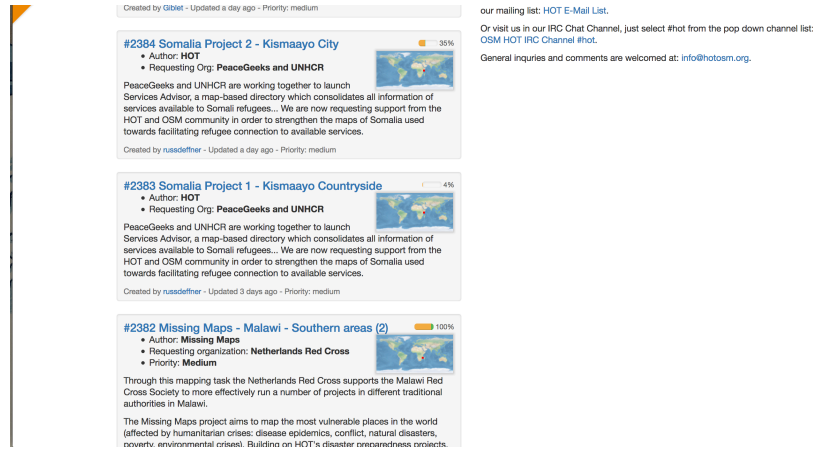 Created by Giblet - Updated a day ago - Priority: medium
#2384 Somalia Project 2 - Kismaayo City
35%
• Author: HOT
• Requesting Org: PeaceGeeks and UNHCR
PeaceGeeks and UNHCR are working together to launch
Services Advisor, a map-based directory which consolidates all information of
services available to Somali refugees... We are now requesting support from the
HOT and OSM community in order to strengthen the maps of Somalia used
towards facilitating refugee connection to available services.
Created by russdeffner - Updated a day ago - Priority: medium
#2383 Somalia Project 1 - Kismaayo Countryside
4%
• Author: HOT
• Requesting Org: PeaceGeeks and UNHCR
PeaceGeeks and UNHCR are working together to launch
Services Advisor, a map-based directory which consolidates all information of
services available to Somali refugees... We are now requesting support from the
HOT and OSM community in order to strengthen the maps of Somalia used
towards facilitating refugee connection to available services.
Created by russdeffner - Updated 3 days ago - Priority: medium
#2382 Missing Maps - Malawi - Southern areas (2)
100%
• Author: Missing Maps
• Requesting organization: Netherlands Red Cross
• Priority: Medium
Through this mapping task the Netherlands Red Cross supports the Malawi Red
Cross Society to more effectively run a number of projects in different traditional
authorities in Malawi.
The Missing Maps project aims to map the most vulnerable places in the world
(affected by humanitarian crises: disease epidemics, conflict, natural disasters,
poverty, environmental crises). Building on HOT's disaster preparedness projects,
our mailing list: HOT E-Mail List.
Or visit us in our IRC Chat Channel, just select #hot from the pop down channel list:
OSM HOT IRC Channel #hot.
General inquries and comments are welcomed at: info@hotosm.org.